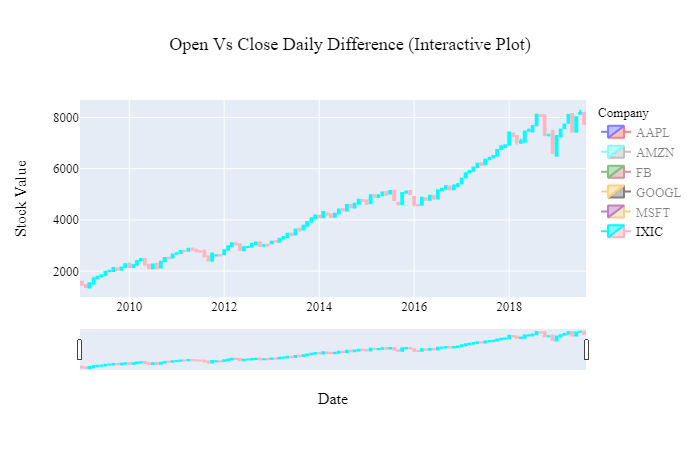 Open Vs Close Daily Difference (Interactive Plot)
Stock Value
8000
6000
4000
2000
2010
2012
2014
2016
2018
Date
Company
AAPL
AMZN
FB
GOOGL
MSFT
IXIC